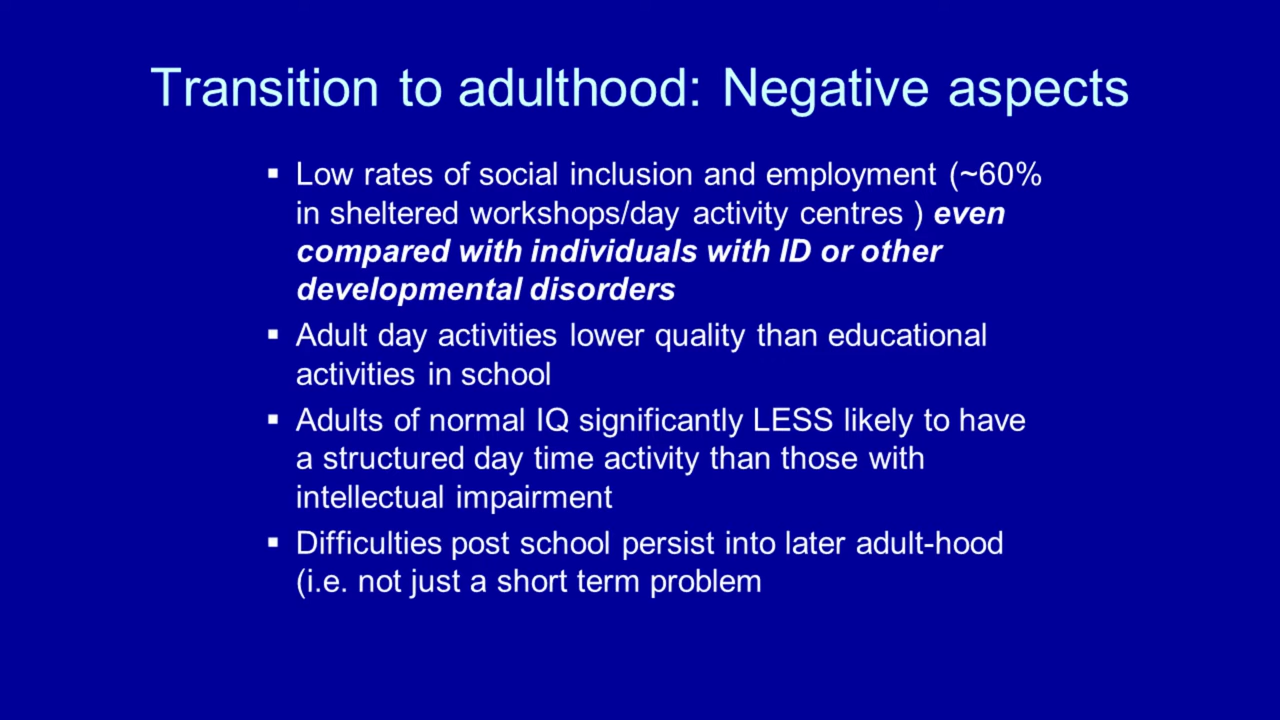 Transition to adulthood: Negative aspects
▪ Low rates of social inclusion and employment (~60%
in sheltered workshops/day activity centres ) even
compared with individuals with ID or other
developmental disorders
▪ Adult day activities lower quality than educational
activities in school
▪ Adults of normal IQ significantly LESS likely to have
a structured day time activity than those with
intellectual impairment
▪ Difficulties post school persist into later adult-hood
(i.e. not just a short term problem